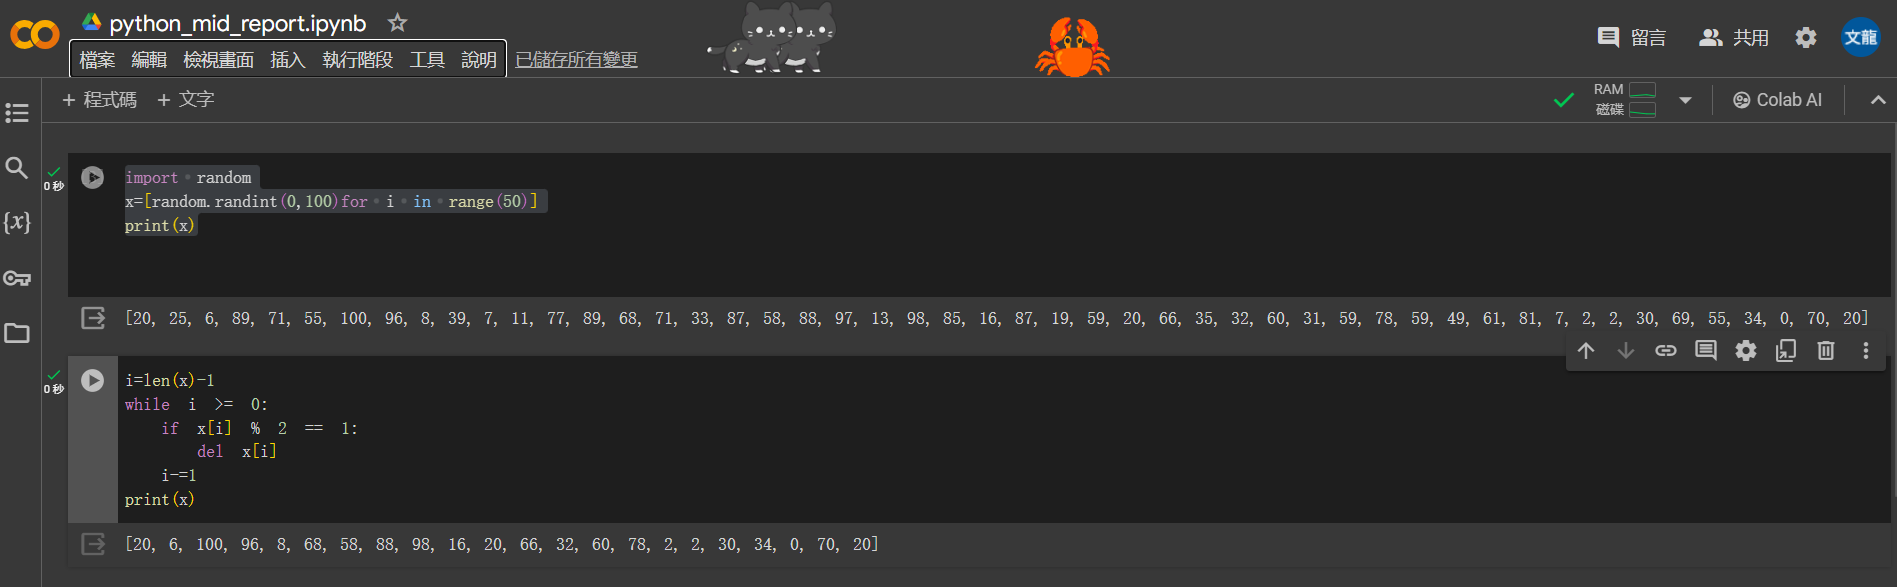 python_mid_report.ipynb
檔案 編輯 檢視畫面 插入 執行階段 工具 說明 已儲存所有變更
留言 共用 文龍
+ 程式碼 + 文字
RAM
磁碟
Colab AI
0 秒
import random
x=[random.randint(0,100)for i in range(50)]
print(x)
[20, 25, 6, 89, 71, 55, 100, 96, 8, 39, 7, 11, 77, 89, 68, 71, 33, 87, 58, 88, 97, 13, 98, 85, 16, 87, 19, 59, 20, 66, 35, 32, 60, 31, 59, 78, 59, 49, 61, 81, 7, 2, 2, 30, 69, 55, 34, 0, 70, 20]
0 秒
i=len(x)-1
while i >= 0:
    if x[i] % 2 == 1:
        del x[i]
    i-=1
print(x)
[20, 6, 100, 96, 8, 68, 58, 88, 98, 16, 20, 66, 32, 60, 78, 2, 2, 30, 34, 0, 70, 20]